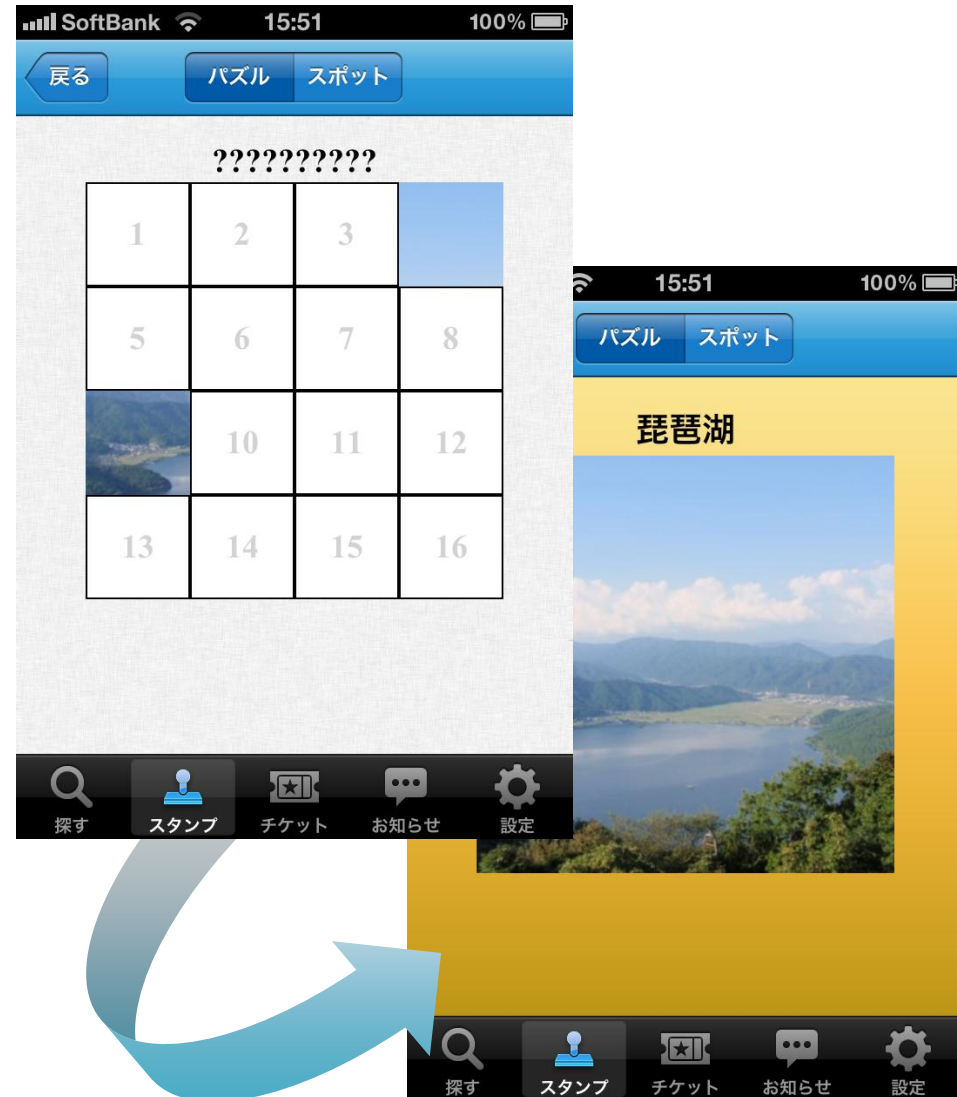 SoftBank 15:51 100%
戻る パズル スポット
??????????
1 2 3
5 6 7 8
10 11 12
13 14 15 16
探す スタンプ チケット お知らせ 設定
15:51 100%
パズル スポット
琵琶湖
探す スタンプ チケット お知らせ 設定